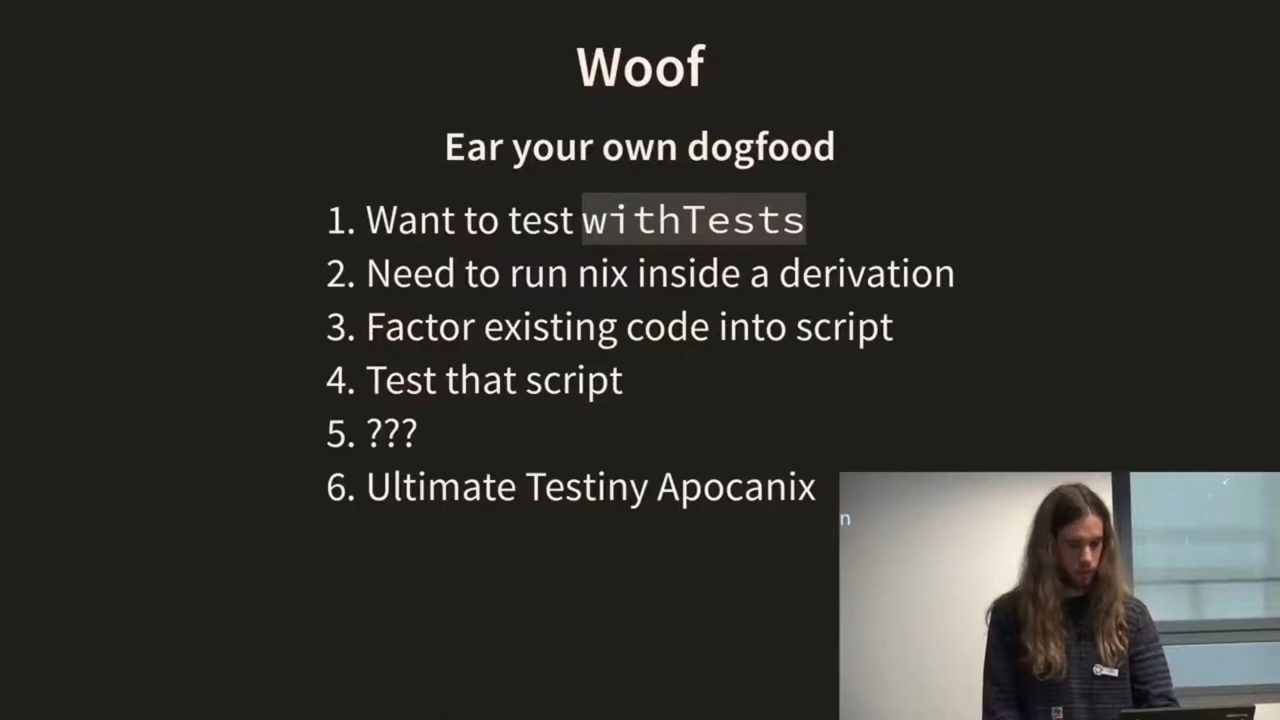 Woof
Ear your own dogfood
1. Want to test withTests
2. Need to run nix inside a derivation
3. Factor existing code into script
4. Test that script
5. ???
6. Ultimate Testiny Apocanix
n